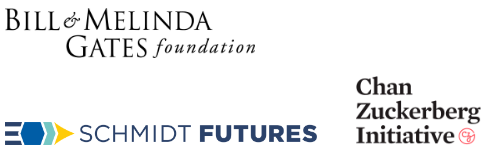 BILL & MELINDA
GATES foundation
SCHMIDT FUTURES
Chan
Zuckerberg
Initiative